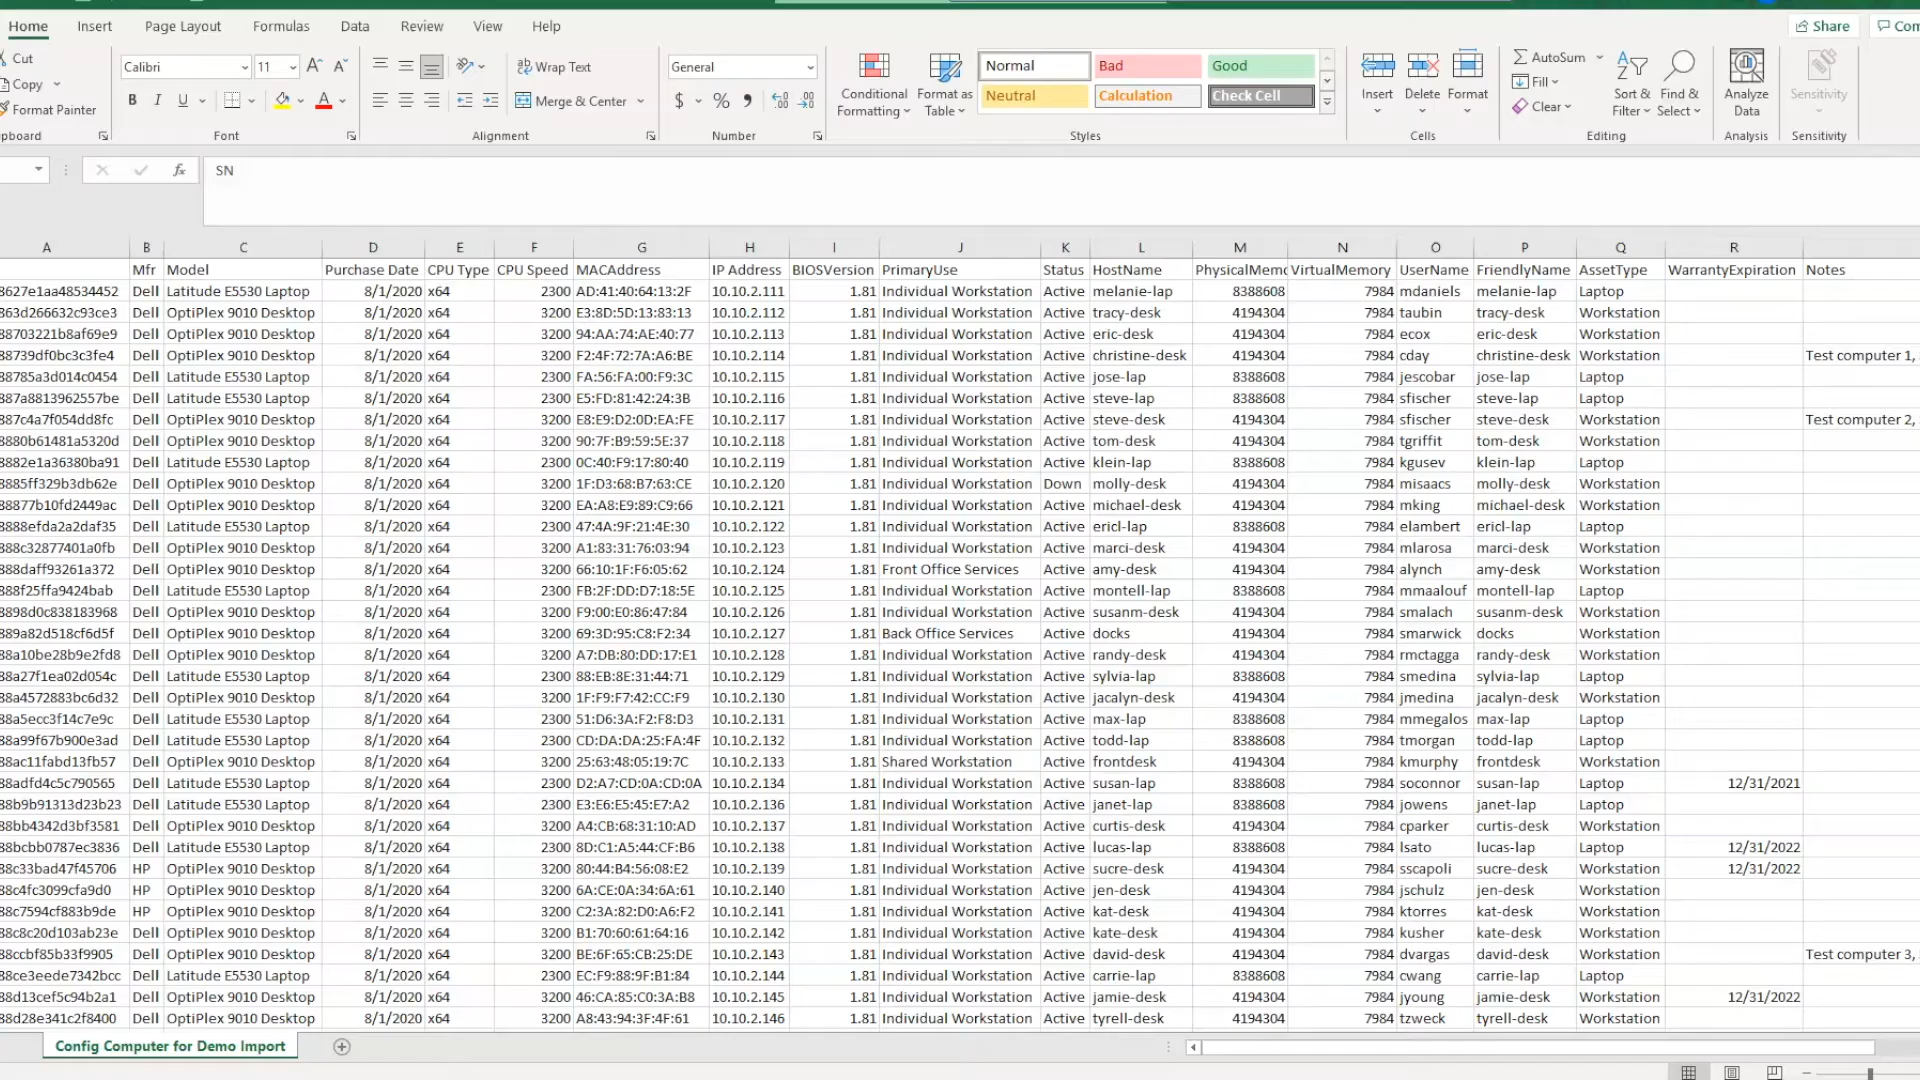 Home Insert Page Layout Formulas Data Review View Help Share Com
Cut
Copy
Format Painter
Calibri 11
B I U
Wrap Text
Merge & Center
General
$ % ,
Conditional Formatting
Format as Table
Normal Bad Good
Neutral Calculation Check Cell
Insert Delete Format
AutoSum
Fill
Clear
Sort & Filter
Find & Select
Analyze Data
Sensitivity
pboard Font Alignment Number Styles Cells Editing Analysis Sensitivity
fx SN
A B C D E F G H I J K L M N O P Q R
Mfr Model Purchase Date CPU Type CPU Speed MACAddress IP Address BIOSVersion PrimaryUse Status HostName PhysicalMemo VirtualMemory UserName FriendlyName AssetType WarrantyExpiration Notes
8627e1aa48534452 Dell Latitude E5530 Laptop 8/1/2020 x64 2300 AD:41:40:64:13:2F 10.10.2.111 1.81 Individual Workstation Active melanie-lap 8388608 7984 mdaniels melanie-lap Laptop
863d266632c93ce3 Dell OptiPlex 9010 Desktop 8/1/2020 x64 3200 E3:8D:5D:13:83:13 10.10.2.112 1.81 Individual Workstation Active tracy-desk 4194304 7984 taubin tracy-desk Workstation
88703221b8af69e9 Dell OptiPlex 9010 Desktop 8/1/2020 x64 3200 94:AA:74:AE:40:77 10.10.2.113 1.81 Individual Workstation Active eric-desk 4194304 7984 ecox eric-desk Workstation
88739df0bc3c3fe4 Dell OptiPlex 9010 Desktop 8/1/2020 x64 3200 F2:4F:72:7A:A6:BE 10.10.2.114 1.81 Individual Workstation Active christine-desk 4194304 7984 cday christine-desk Workstation Test computer 1,
88785a3d014c0454 Dell Latitude E5530 Laptop 8/1/2020 x64 2300 FA:56:FA:00:F9:3C 10.10.2.115 1.81 Individual Workstation Active jose-lap 8388608 7984 jescobar jose-lap Laptop
887a8813962557be Dell Latitude E5530 Laptop 8/1/2020 x64 2300 E5:FD:81:42:24:3B 10.10.2.116 1.81 Individual Workstation Active steve-lap 8388608 7984 sfischer steve-lap Laptop
887c4a7f054dd8fc Dell OptiPlex 9010 Desktop 8/1/2020 x64 3200 E8:E9:D2:0D:EA:FE 10.10.2.117 1.81 Individual Workstation Active steve-desk 4194304 7984 sfischer steve-desk Workstation Test computer 2,
8880b61481a5320d Dell OptiPlex 9010 Desktop 8/1/2020 x64 3200 90:7F:B9:59:5E:37 10.10.2.118 1.81 Individual Workstation Active tom-desk 4194304 7984 tgriffit tom-desk Workstation
8882e1a36380ba91 Dell Latitude E5530 Laptop 8/1/2020 x64 2300 0C:40:F9:17:80:40 10.10.2.119 1.81 Individual Workstation Active klein-lap 8388608 7984 kgusev klein-lap Laptop
8885ff329b3db62e Dell OptiPlex 9010 Desktop 8/1/2020 x64 3200 1F:D3:68:B7:63:CE 10.10.2.120 1.81 Individual Workstation Down molly-desk 4194304 7984 misaacs molly-desk Workstation
88877b10fd2449ac Dell OptiPlex 9010 Desktop 8/1/2020 x64 3200 EA:A8:E9:89:C9:66 10.10.2.121 1.81 Individual Workstation Active michael-desk 4194304 7984 mking michael-desk Workstation
8888efda2a2daf35 Dell Latitude E5530 Laptop 8/1/2020 x64 2300 47:4A:9F:21:4E:30 10.10.2.122 1.81 Individual Workstation Active ericl-lap 8388608 7984 elambert ericl-lap Laptop
888c32877401a0fb Dell OptiPlex 9010 Desktop 8/1/2020 x64 3200 A1:83:31:76:03:94 10.10.2.123 1.81 Individual Workstation Active marci-desk 4194304 7984 mlarosa marci-desk Workstation
888daff93261a372 Dell OptiPlex 9010 Desktop 8/1/2020 x64 3200 66:10:1F:F6:05:62 10.10.2.124 1.81 Front Office Services Active amy-desk 4194304 7984 alynch amy-desk Workstation
888f25ffa9424bab Dell Latitude E5530 Laptop 8/1/2020 x64 2300 FB:2F:DD:D7:18:5E 10.10.2.125 1.81 Individual Workstation Active montell-lap 8388608 7984 mmaalouf montell-lap Laptop
8898d0c838183968 Dell OptiPlex 9010 Desktop 8/1/2020 x64 3200 F9:00:E0:86:47:84 10.10.2.126 1.81 Individual Workstation Active susanm-desk 4194304 7984 smalach susanm-desk Workstation
889a82d518cf6d5f Dell OptiPlex 9010 Desktop 8/1/2020 x64 3200 69:3D:95:C8:F2:34 10.10.2.127 1.81 Back Office Services Active docks 4194304 7984 smarwick docks Workstation
88a10be28b9e2fd8 Dell OptiPlex 9010 Desktop 8/1/2020 x64 3200 A7:DB:80:DD:17:E1 10.10.2.128 1.81 Individual Workstation Active randy-desk 4194304 7984 rmctagga randy-desk Workstation
88a27f1ea02d054c Dell Latitude E5530 Laptop 8/1/2020 x64 2300 88:EB:8E:31:44:71 10.10.2.129 1.81 Individual Workstation Active sylvia-lap 8388608 7984 smedina sylvia-lap Laptop
88a4572883bc6d32 Dell OptiPlex 9010 Desktop 8/1/2020 x64 3200 1F:F9:F7:42:CC:F9 10.10.2.130 1.81 Individual Workstation Active jacalyn-desk 4194304 7984 jmedina jacalyn-desk Workstation
88a5ecc3f14c7e9c Dell Latitude E5530 Laptop 8/1/2020 x64 2300 51:D6:3A:F2:F8:D3 10.10.2.131 1.81 Individual Workstation Active max-lap 8388608 7984 mmegalos max-lap Laptop
88a99f67b900e3ad Dell Latitude E5530 Laptop 8/1/2020 x64 2300 CD:DA:DA:25:FA:4F 10.10.2.132 1.81 Individual Workstation Active todd-lap 8388608 7984 tmorgan todd-lap Laptop
88ac11fabd13fb57 Dell OptiPlex 9010 Desktop 8/1/2020 x64 3200 25:63:48:05:19:7C 10.10.2.133 1.81 Shared Workstation Active frontdesk 4194304 7984 kmurphy frontdesk Workstation
88adfd4c5c790565 Dell Latitude E5530 Laptop 8/1/2020 x64 2300 D2:A7:CD:0A:CD:0A 10.10.2.134 1.81 Individual Workstation Active susan-lap 8388608 7984 soconnor susan-lap Laptop 12/31/2021
88b9b91313d23b23 Dell Latitude E5530 Laptop 8/1/2020 x64 2300 E3:E6:E5:45:E7:A2 10.10.2.136 1.81 Individual Workstation Active janet-lap 8388608 7984 jowens janet-lap Laptop
88bb4342d3bf3581 Dell OptiPlex 9010 Desktop 8/1/2020 x64 3200 A4:CB:68:31:10:AD 10.10.2.137 1.81 Individual Workstation Active curtis-desk 4194304 7984 cparker curtis-desk Workstation
88bcbb0787ec3836 Dell Latitude E5530 Laptop 8/1/2020 x64 2300 8D:C1:A5:44:CF:B6 10.10.2.138 1.81 Individual Workstation Active lucas-lap 8388608 7984 lsato lucas-lap Laptop 12/31/2022
88c33bad47f45706 HP OptiPlex 9010 Desktop 8/1/2020 x64 3200 80:44:B4:56:08:E2 10.10.2.139 1.81 Individual Workstation Active sucre-desk 4194304 7984 sscapoli sucre-desk Workstation 12/31/2022
88c4fc3099cfa9d0 HP OptiPlex 9010 Desktop 8/1/2020 x64 3200 6A:CE:0A:34:6A:61 10.10.2.140 1.81 Individual Workstation Active jen-desk 4194304 7984 jschulz jen-desk Workstation
88c7594cf883b9de HP OptiPlex 9010 Desktop 8/1/2020 x64 3200 C2:3A:82:D0:A6:F2 10.10.2.141 1.81 Individual Workstation Active kat-desk 4194304 7984 ktorres kat-desk Workstation
88c8c20d103ab23e Dell OptiPlex 9010 Desktop 8/1/2020 x64 3200 B1:70:60:61:64:16 10.10.2.142 1.81 Individual Workstation Active kate-desk 4194304 7984 kusher kate-desk Workstation
88ccbf85b33f9905 Dell OptiPlex 9010 Desktop 8/1/2020 x64 3200 BE:6F:65:CB:25:DE 10.10.2.143 1.81 Individual Workstation Active david-desk 4194304 7984 dvargas david-desk Workstation Test computer 3,
88ce3eede7342bcc Dell Latitude E5530 Laptop 8/1/2020 x64 2300 EC:F9:88:9F:B1:84 10.10.2.144 1.81 Individual Workstation Active carrie-lap 8388608 7984 cwang carrie-lap Laptop
88d13cef5c94b2a1 Dell OptiPlex 9010 Desktop 8/1/2020 x64 3200 46:CA:85:C0:3A:B8 10.10.2.145 1.81 Individual Workstation Active jamie-desk 4194304 7984 jyoung jamie-desk Workstation 12/31/2022
88d28e341c2f8400 Dell OptiPlex 9010 Desktop 8/1/2020 x64 3200 A8:43:94:3F:4F:61 10.10.2.146 1.81 Individual Workstation Active tyrell-desk 4194304 7984 tzweck tyrell-desk Workstation
Config Computer for Demo Import